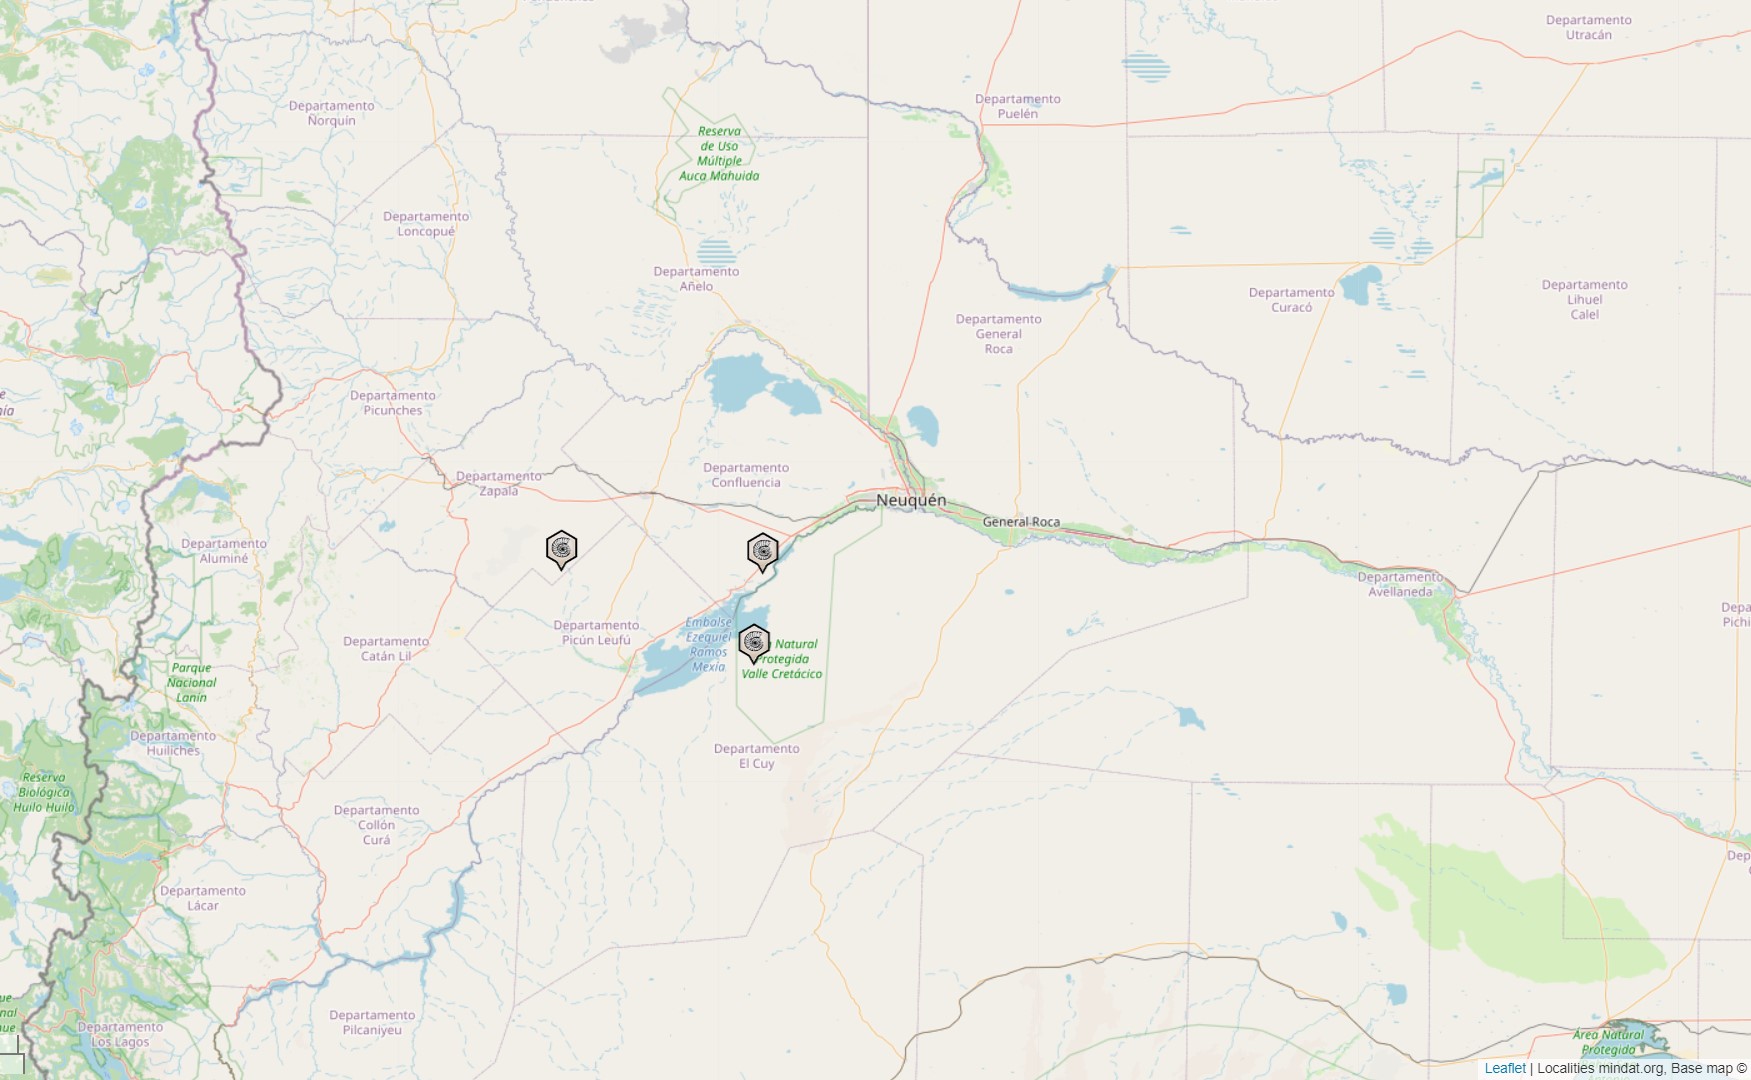 Departamento
Utracán
Departamento
Ñorquín
Departamento
Puelén
Reserva
de Uso
Múltiple
Auca Mahuida
Departamento
Loncopué
Departamento
Añelo
Departamento
Curacó
Departamento
Lihuel
Calel
Departamento
General
Roca
Departamento
Picunches
Departamento
Confluencia
Departamento
Zapala
Neuquén
General Roca
Departamento
Aluminé
Departamento
Avellaneda
Departamento
Picún Leufú
Embalse
Ezequiel
Ramos
Mexía
Departamento
Catán Lil
Natural
Protegida
Valle Cretácico
Parque
Nacional
Lanín
Departamento
Huiliches
Departamento
El Cuy
Reserva
Biológica
Huilo Huilo
Departamento
Collón
Curá
Departamento
Lácar
Departamento
Pilcaniyeu
Departamento
Los Lagos
Área Natural
Protegida
Leaflet | Localities mindat.org, Base map ©